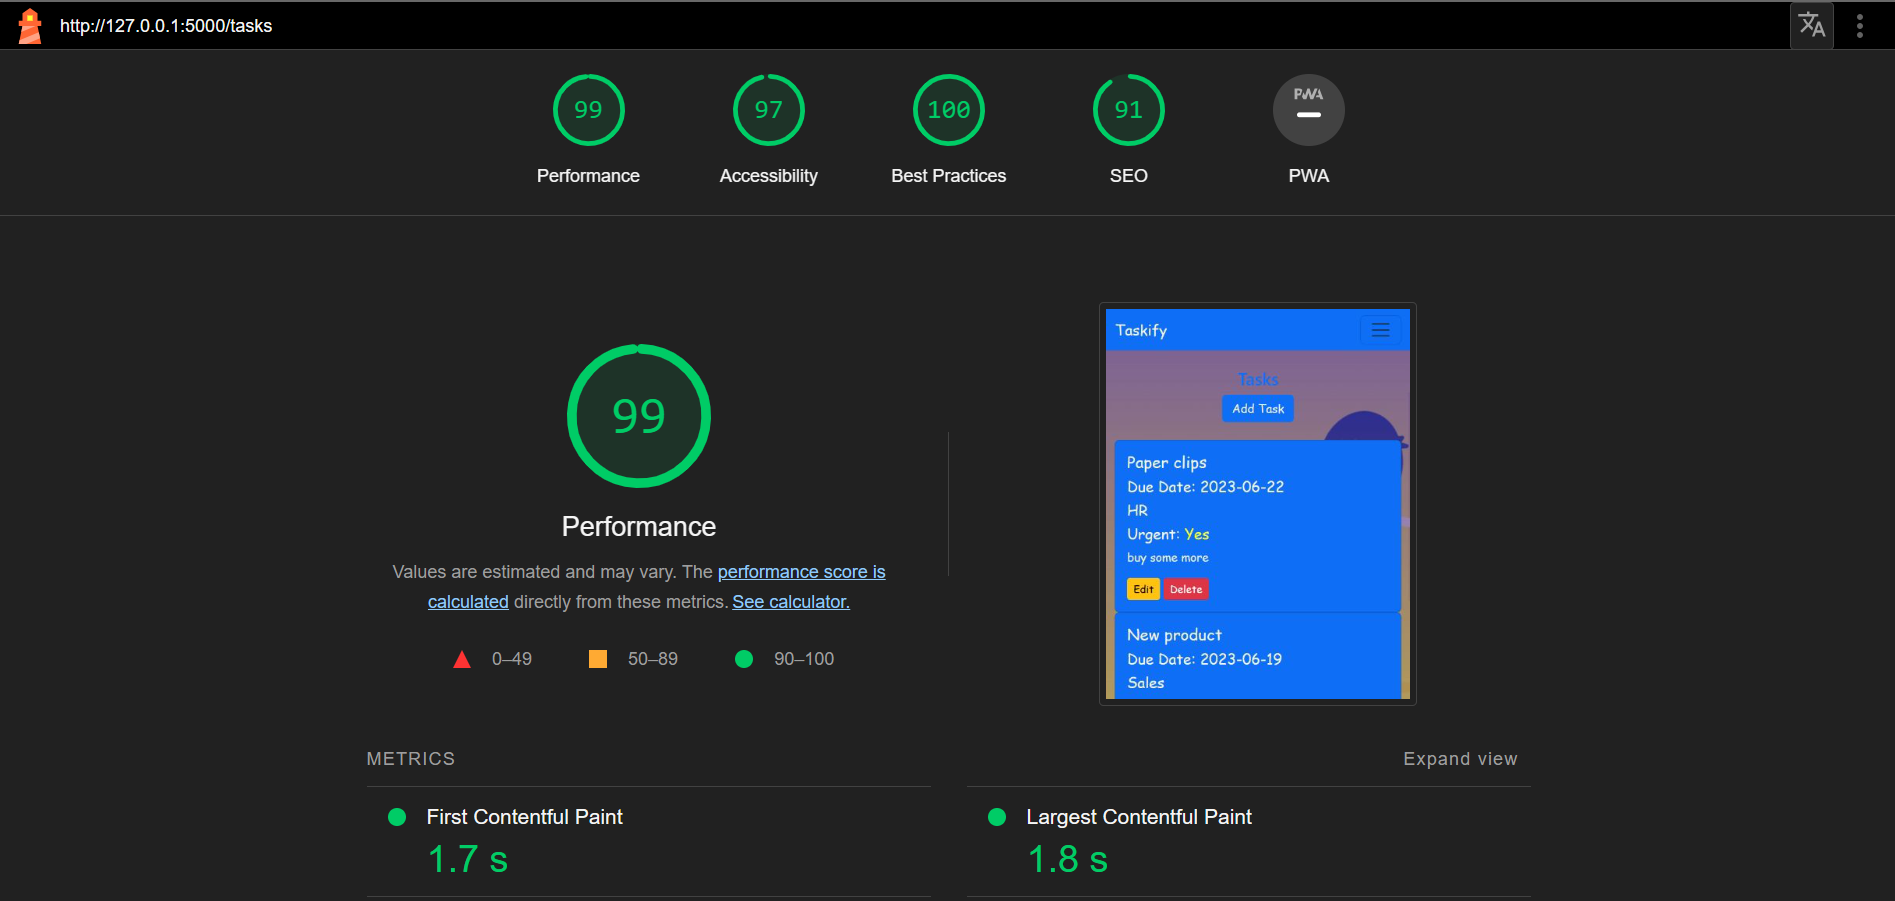 http://127.0.0.1:5000/tasks
99
97
100
91
PWA
Performance
Accessibility
Best Practices
SEO
PWA
99
Performance
Values are estimated and may vary. The performance score is
calculated directly from these metrics. See calculator.
0–49
50–89
90–100
Taskify
Tasks
Add Task
Paper clips
Due Date: 2023-06-22
HR
Urgent: Yes
buy some more
Edit Delete
New product
Due Date: 2023-06-19
Sales
METRICS
Expand view
First Contentful Paint
1.7 s
Largest Contentful Paint
1.8 s